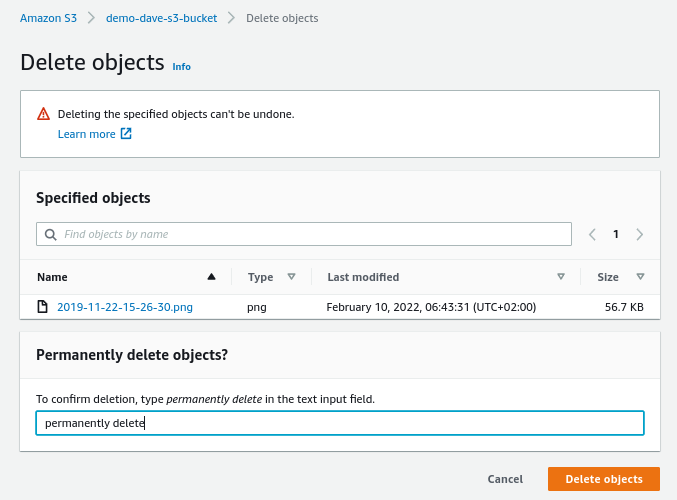 Amazon S3 > demo-dave-s3-bucket > Delete objects
Delete objects Info
Deleting the specified objects can't be undone.
Learn more
Specified objects
Find objects by name
1
Name Type Last modified Size
2019-11-22-15-26-30.png png February 10, 2022, 06:43:31 (UTC+02:00) 56.7 KB
Permanently delete objects?
To confirm deletion, type permanently delete in the text input field.
permanently delete
Cancel Delete objects